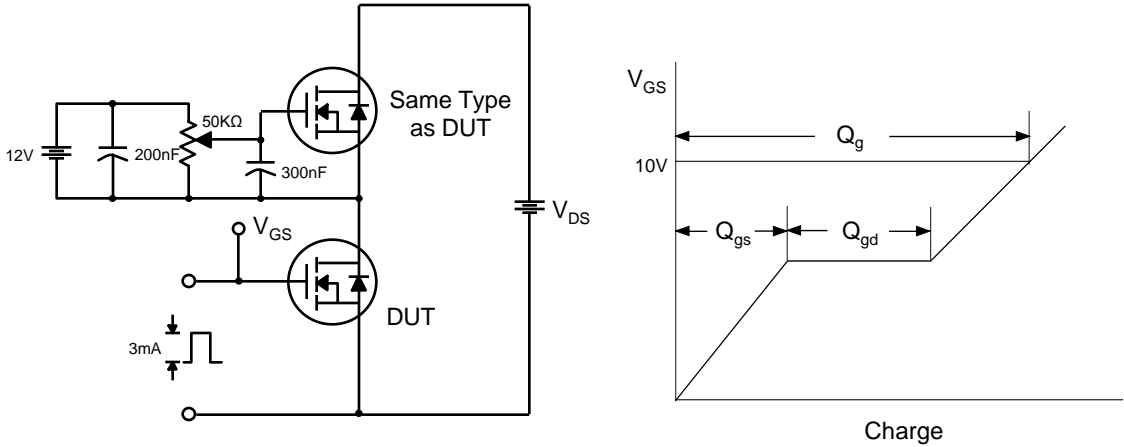 12V
200nF
50KΩ
300nF
Same Type
as DUT
V_GS
V_DS
DUT
3mA
V_GS
10V
Q_g
Q_gs
Q_gd
Charge